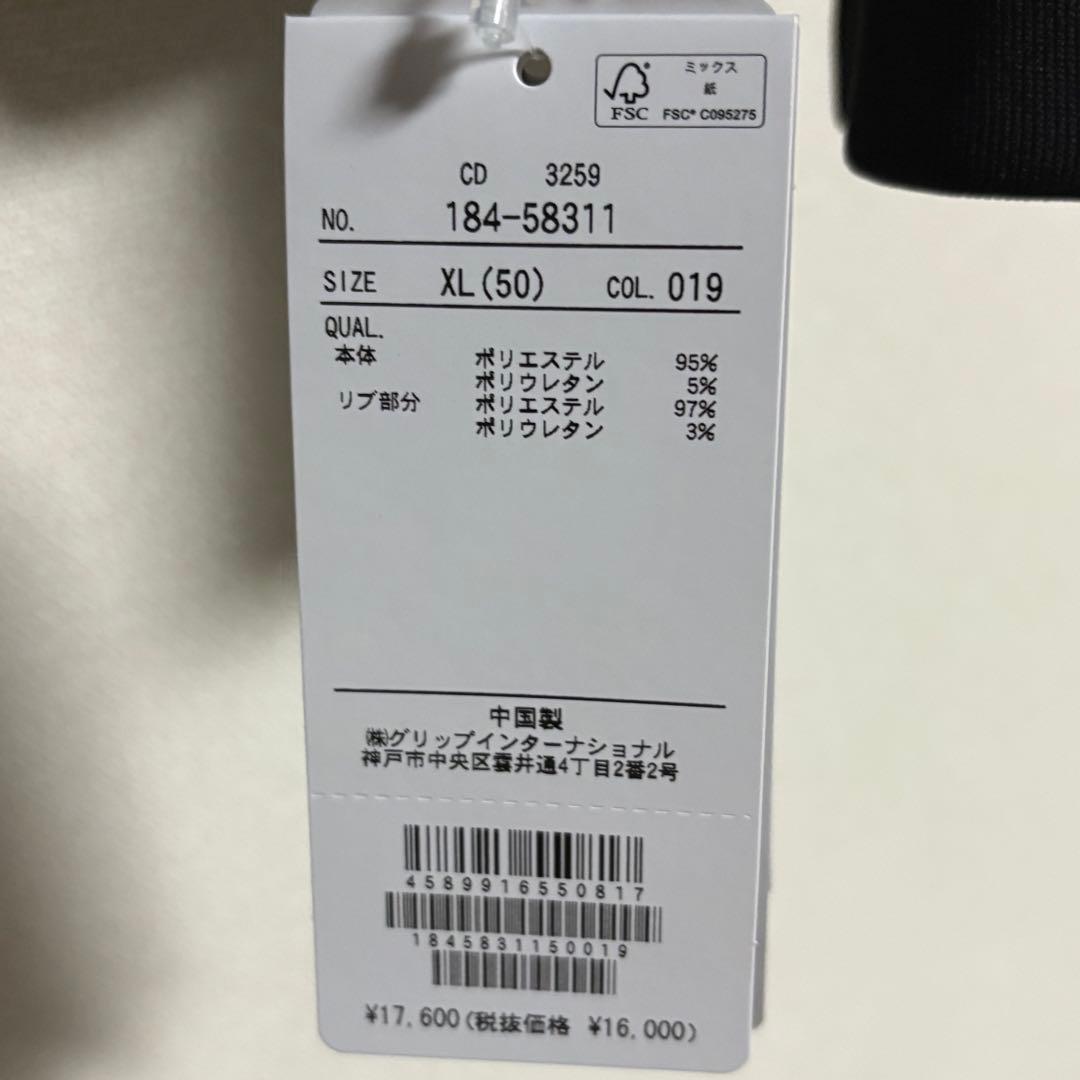 ミックス
紙
FSC
FSC® C095275
CD 3259
NO. 184-58311
SIZE XL(50) COL. 019
QUAL.
本体 ポリエステル 95%
ポリウレタン 5%
リブ部分 ポリエステル 97%
ポリウレタン 3%
中国製
㈱グリップインターナショナル
神戸市中央区雲井通4丁目2番2号
4589916550817
1845831150019
¥17,600(税抜価格 ¥16,000)